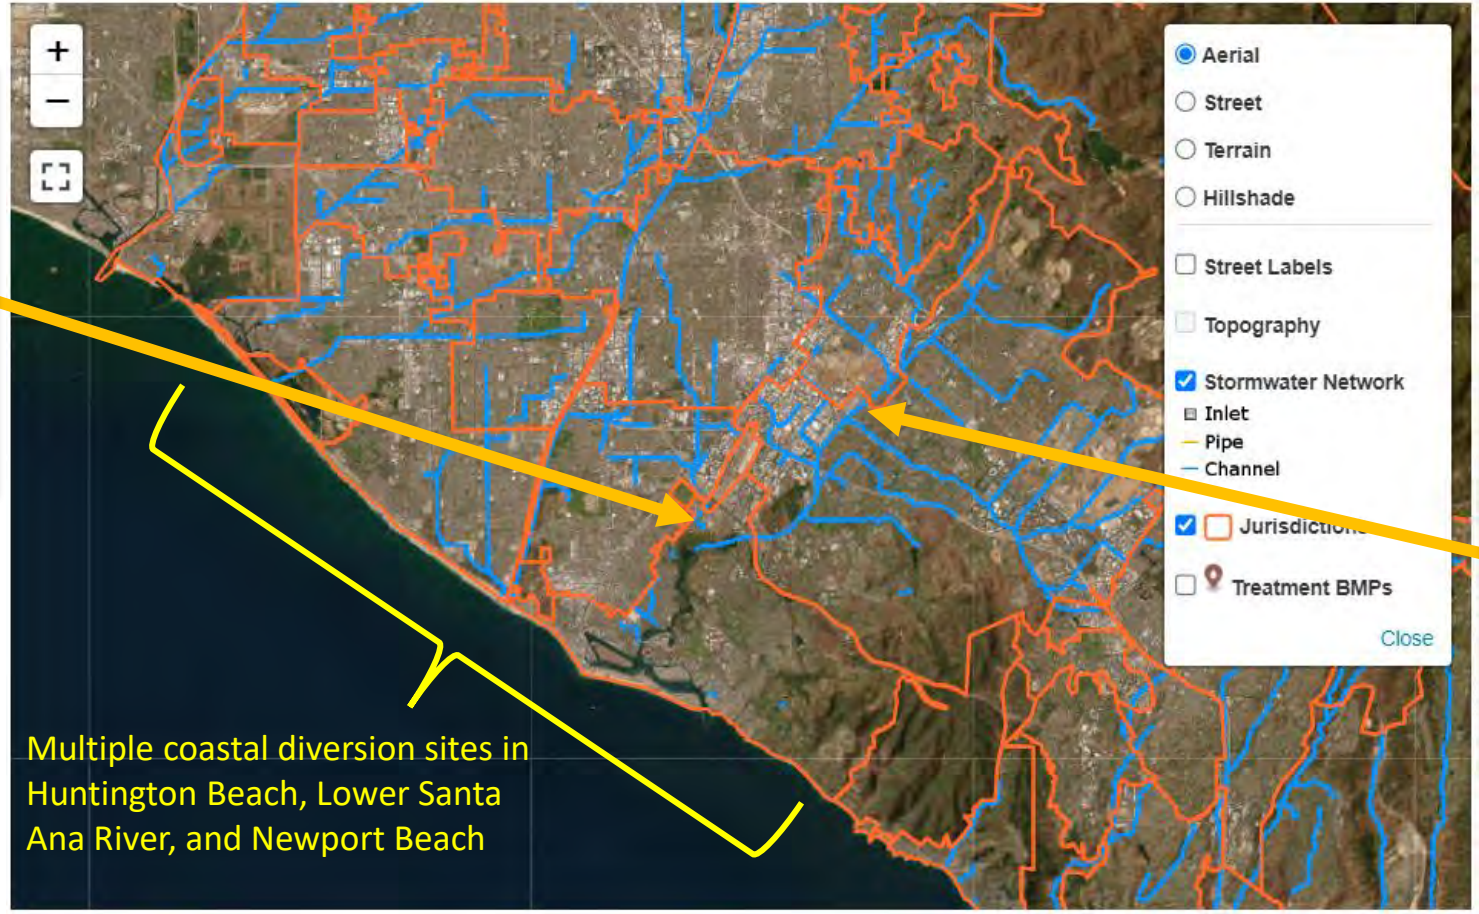 +
−
Aerial
Street
Terrain
Hillshade
Street Labels
Topography
Stormwater Network
Inlet
Pipe
Channel
Jurisdictions
Treatment BMPs
Close
Multiple coastal diversion sites in
Huntington Beach, Lower Santa
Ana River, and Newport Beach